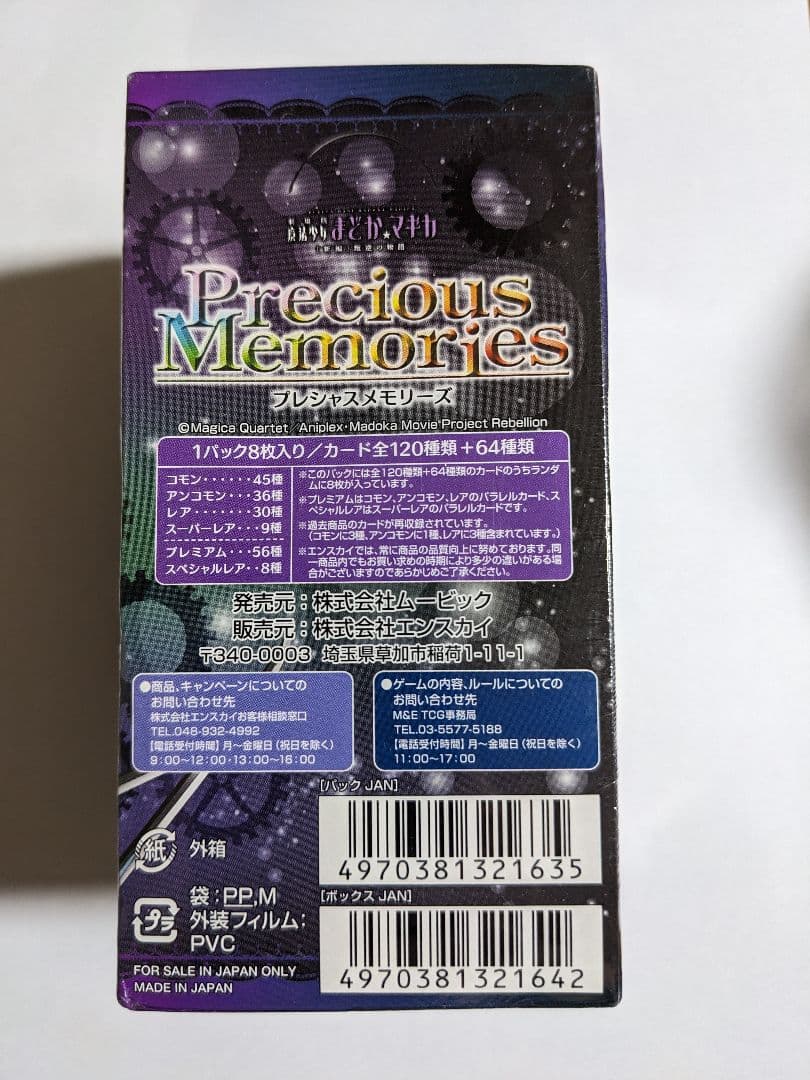 劇場版
魔法少女まどか★マギカ
[新編]叛逆の物語
Precious
Memories
プレシャスメモリーズ
©Magica Quartet／Aniplex・Madoka Movie Project Rebellion
1パック8枚入り／カード全120種類＋64種類
コモン・・・・・・45種
アンコモン・・・36種
レア・・・・・・・30種
スーパーレア・・・9種
プレミアム・・・56種
スペシャルレア・・8種
※このパックには全120種類+64種類のカードのうちランダ
ムに8枚が入っています。
※プレミアムはコモン、アンコモン、レアのパラレルカード、ス
ペシャルレアはスーパーレアのパラレルカードです。
※過去商品のカードが再収録されています。
（コモンに3種、アンコモンに1種、レアに3種含まれています。）
※エンスカイでは、常に商品の品質向上に努めております。同
一商品内でもお買い求めの時期により多少の違いがある場
合がございますのであらかじめご了承ください。
発売元：株式会社ムービック
販売元：株式会社エンスカイ
〒340-0003 埼玉県草加市稲荷1-11-1
●商品、キャンペーンについての
お問い合わせ先
株式会社エンスカイお客様相談窓口
TEL.048-932-4992
【電話受付時間】月〜金曜日（祝日を除く）
9：00〜12：00・13：00〜16：00
●ゲームの内容、ルールについての
お問い合わせ先
M&E TCG事務局
TEL.03-5577-5188
【電話受付時間】月〜金曜日（祝日を除く）
11：00〜17：00
[パック JAN]
4970381321635
[ボックス JAN]
4970381321642
紙 外箱
プラ
袋：PP,M
外装フィルム：
PVC
FOR SALE IN JAPAN ONLY
MADE IN JAPAN